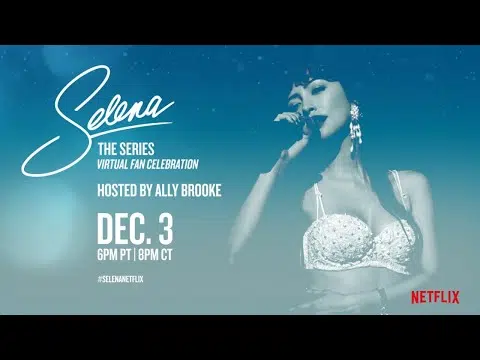 Selena
THE SERIES
VIRTUAL FAN CELEBRATION
HOSTED BY ALLY BROOKE
DEC. 3
6PM PT | 8PM CT
#SELENANETFLIX
NETFLIX